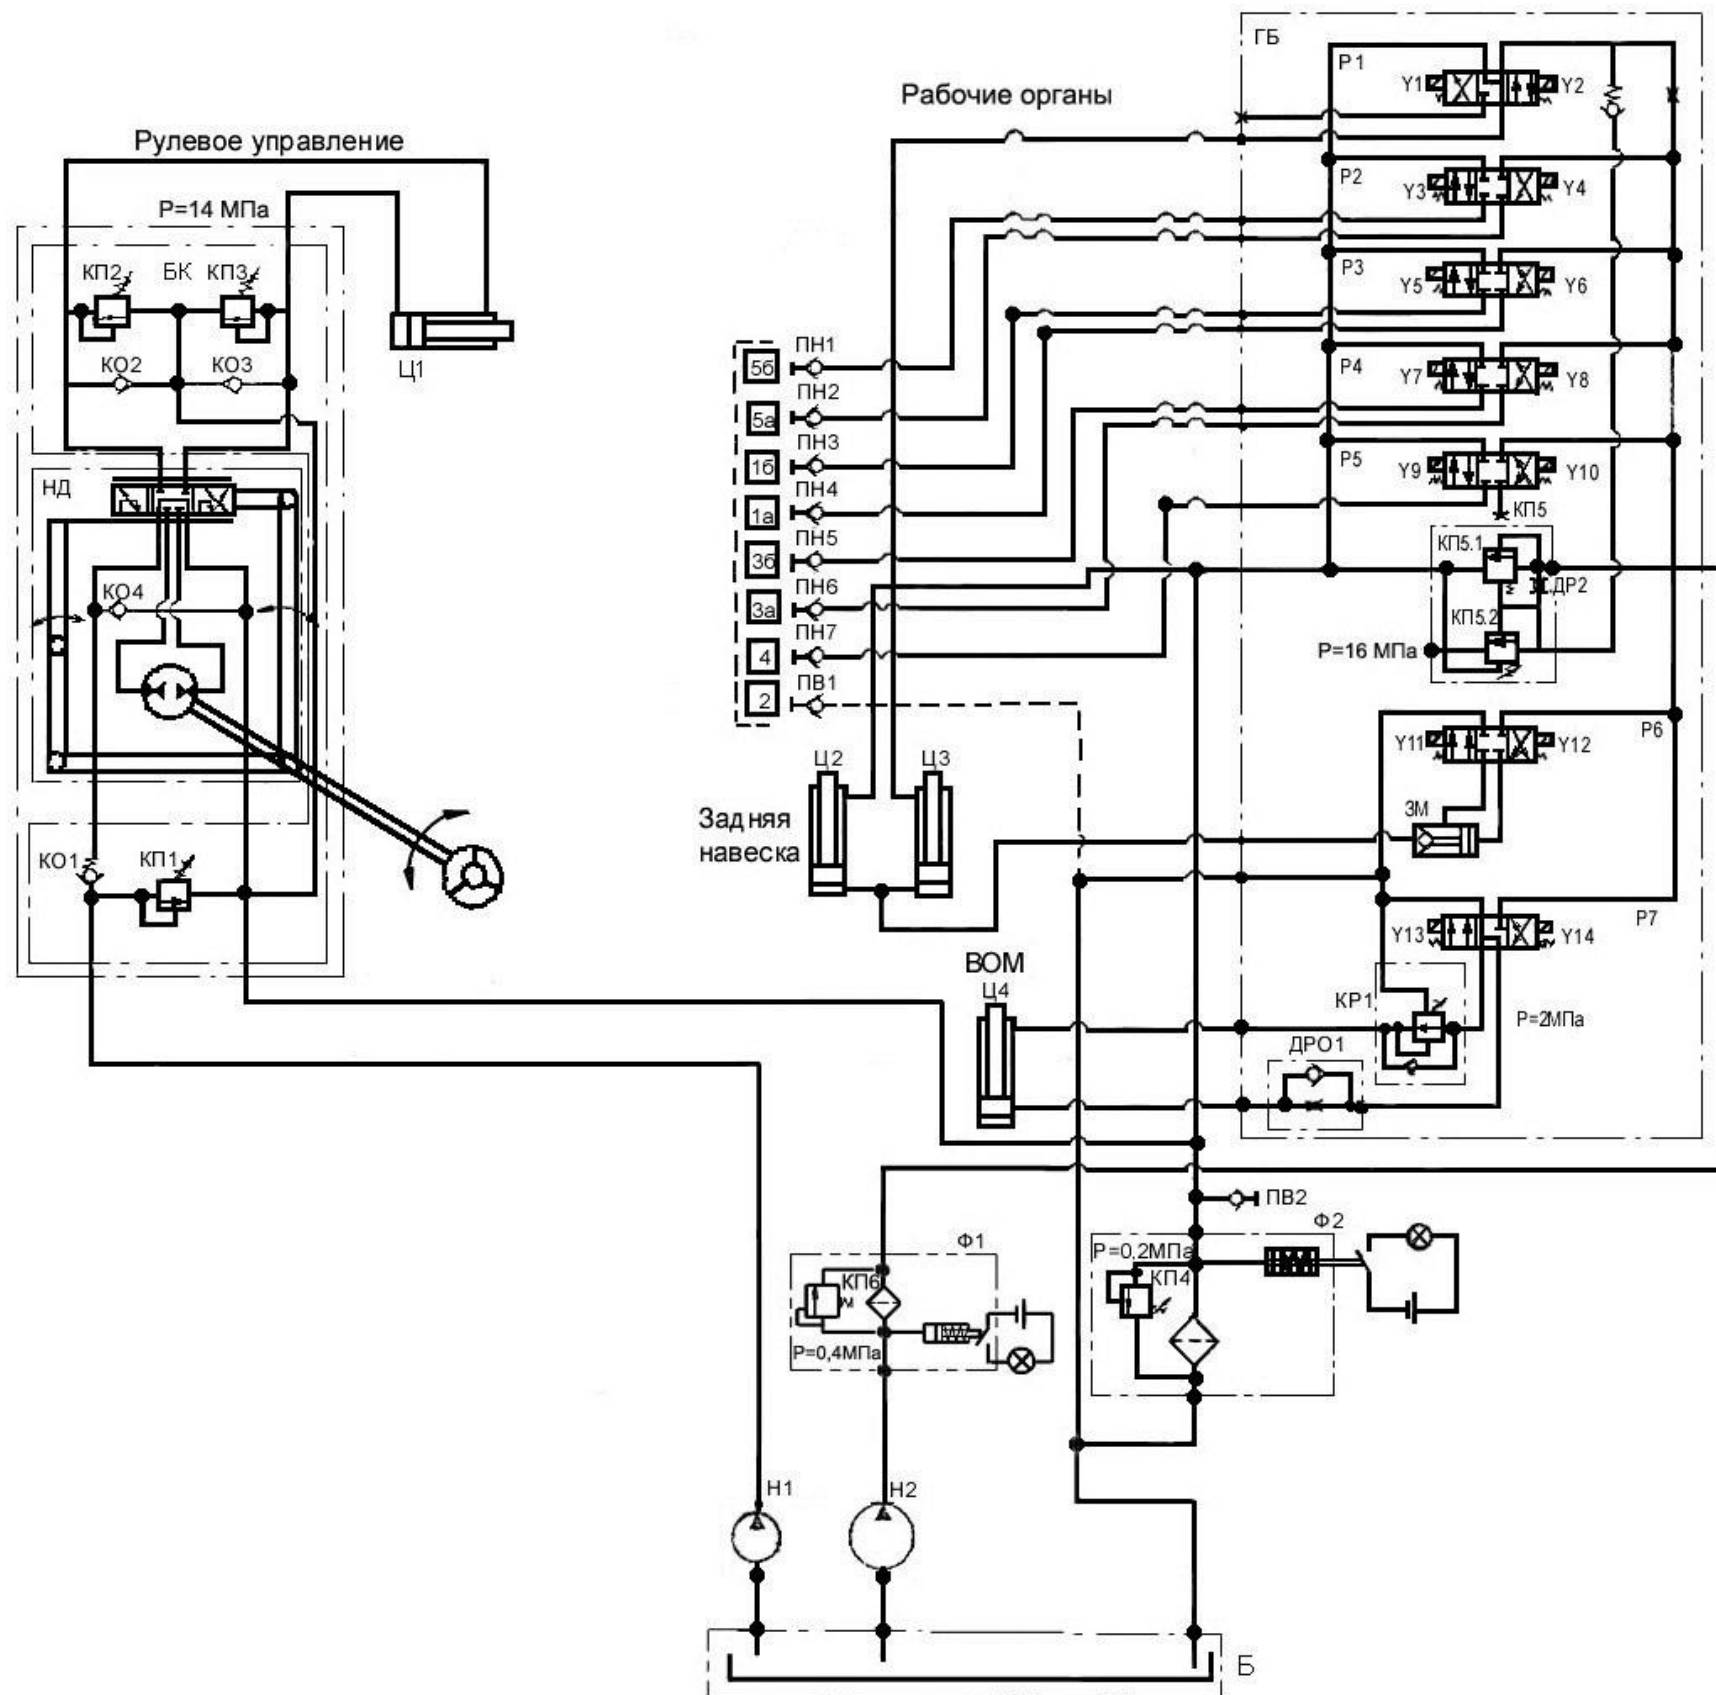 ГБ
Р1
Y1
Y2
Рабочие органы
Рулевое управление
Р2
Y3
Y4
Р=14 МПа
КП2
БК
КП3
Р3
Y5
Y6
ПН1
5б
КО2
КО3
Ц1
Р4
Y7
Y8
ПН2
5а
ПН3
1б
Р5
Y9
Y10
НД
ПН4
1а
КП5
ПН5
3б
КП5.1
КО4
ПН6
3а
ДР2
КП5.2
ПН7
4
Р=16 МПа
ПВ1
2
Р6
Y11
Y12
Ц2
Ц3
ЗМ
Задняя
навеска
КО1
КП1
Р7
Y13
Y14
ВОМ
Ц4
КР1
Р=2МПа
ДРО1
ПВ2
Ф1
Ф2
Р=0,2МПа
КП6
КП4
Р=0,4МПа
Н1
Н2
Б